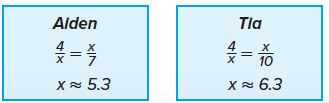 Alden
4/x = x/7
x ≈ 5.3
Tia
4/x = x/10
x ≈ 6.3